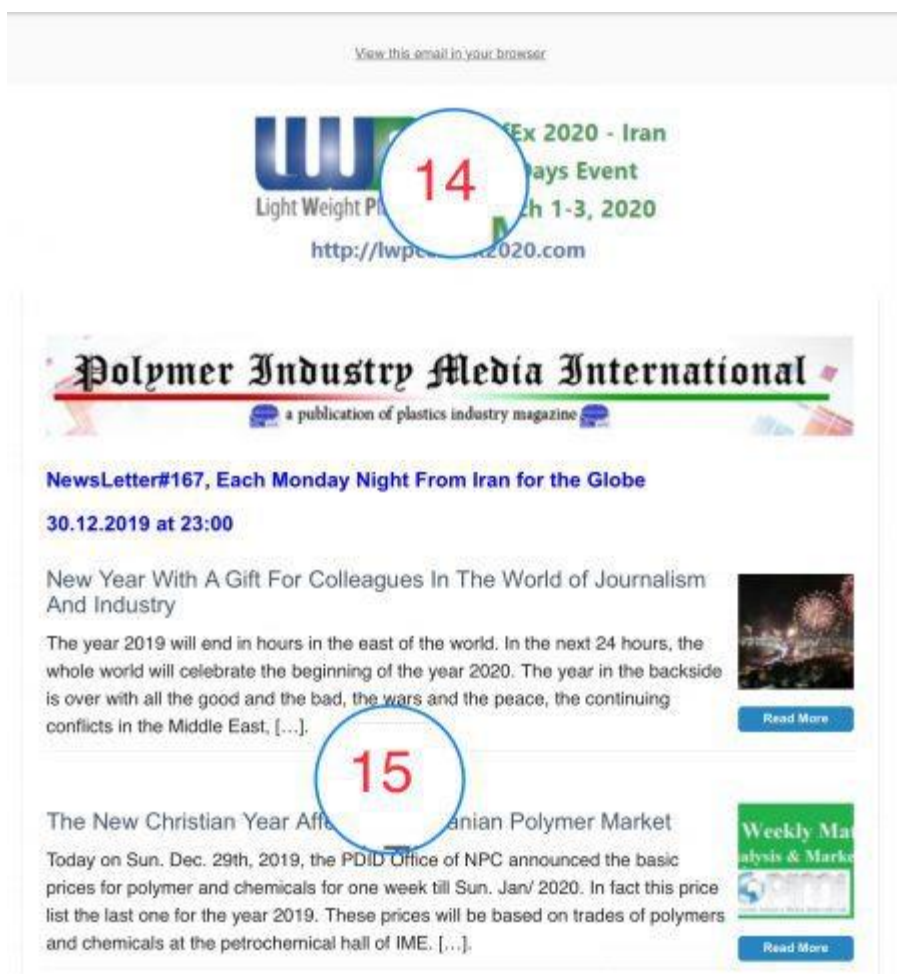 View this email in your browser
14
Ex 2020 - Iran
ays Event
ch 1-3, 2020
Light Weight
http://lwp 2020.com
Polymer Industry Media International
a publication of plastics industry magazine
NewsLetter#167, Each Monday Night From Iran for the Globe
30.12.2019 at 23:00
New Year With A Gift For Colleagues In The World of Journalism
And Industry
The year 2019 will end in hours in the east of the world. In the next 24 hours, the
whole world will celebrate the beginning of the year 2020. The year in the backside
is over with all the good and the bad, the wars and the peace, the continuing
conflicts in the Middle East, […].
Read More
15
The New Christian Year Aff anian Polymer Market
Today on Sun. Dec. 29th, 2019, the PDID Office of NPC announced the basic
prices for polymer and chemicals for one week till Sun. Jan/ 2020. In fact this price
list the last one for the year 2019. These prices will be based on trades of polymers
and chemicals at the petrochemical hall of IME. […].
Weekly Mar
alysis & Marke
Read More